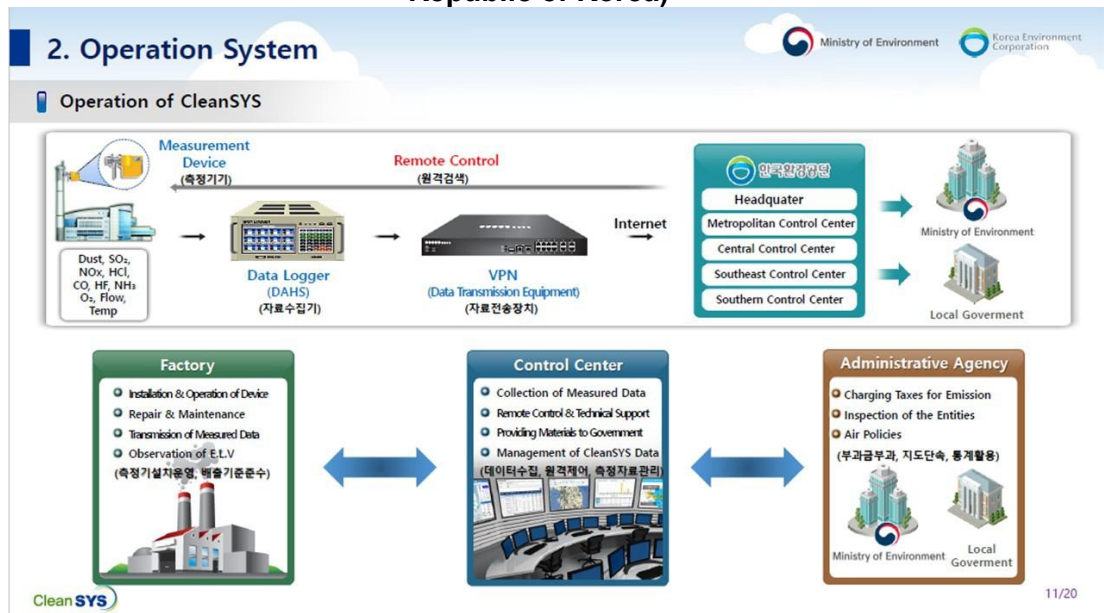 Republic of Korea)
2. Operation System
Ministry of Environment
Korea Environment
Corporation
Operation of CleanSYS
Measurement
Device
(측정기기)
Remote Control
(원격검색)
Dust, SO₂,
NOx, HCl,
CO, HF, NH₃
O₂, Flow,
Temp
Data Logger
(DAHS)
(자료수집기)
VPN
(Data Transmission Equipment)
(자료전송장치)
Internet
한국환경공단
Headquater
Metropolitan Control Center
Central Control Center
Southeast Control Center
Southern Control Center
Ministry of Environment
Local Goverment
Factory
Installation & Operation of Device
Repair & Maintenance
Transmission of Measured Data
Observation of E.L.V
(측정기설치운영, 배출기준준수)
Control Center
Collection of Measured Data
Remote Control & Technical Support
Providing Materials to Government
Management of CleanSYS Data
(데이터수집, 원격제어, 측정자료관리)
Administrative Agency
Charging Taxes for Emission
Inspection of the Entities
Air Policies
(부과금부과, 지도단속, 통계활용)
Ministry of Environment
Local
Goverment
Clean SYS
11/20